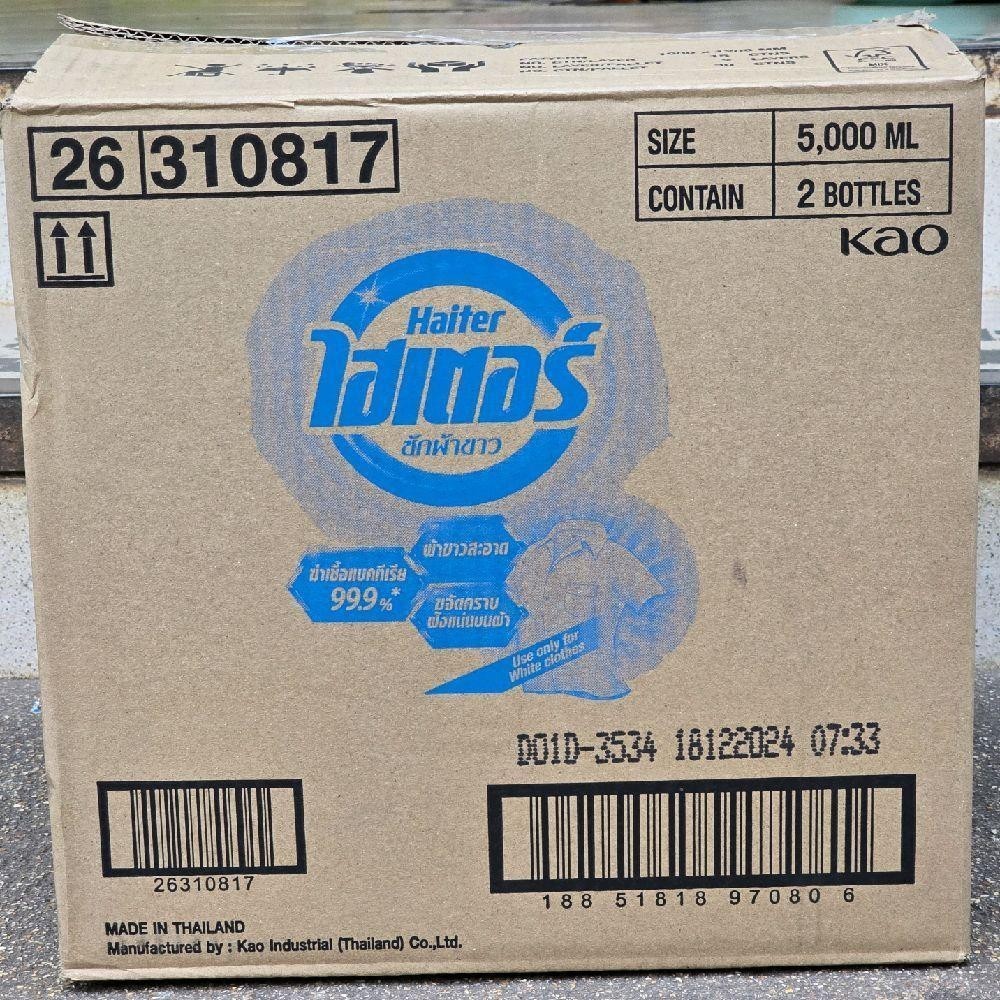 26 310817
SIZE 5,000 ML
CONTAIN 2 BOTTLES
Kao
Haiter
ไฮเตอร์
ซักผ้าขาว
ผ้าขาวสะอาด
ฆ่าเชื้อแบคทีเรีย
99.9%*
ขจัดคราบ
ฝังแน่นบนผ้า
Use only for
White clothes
D01D-3534 18122024 07:33
26310817
188 51818 97080 6
MADE IN THAILAND
Manufactured by : Kao Industrial (Thailand) Co.,Ltd.